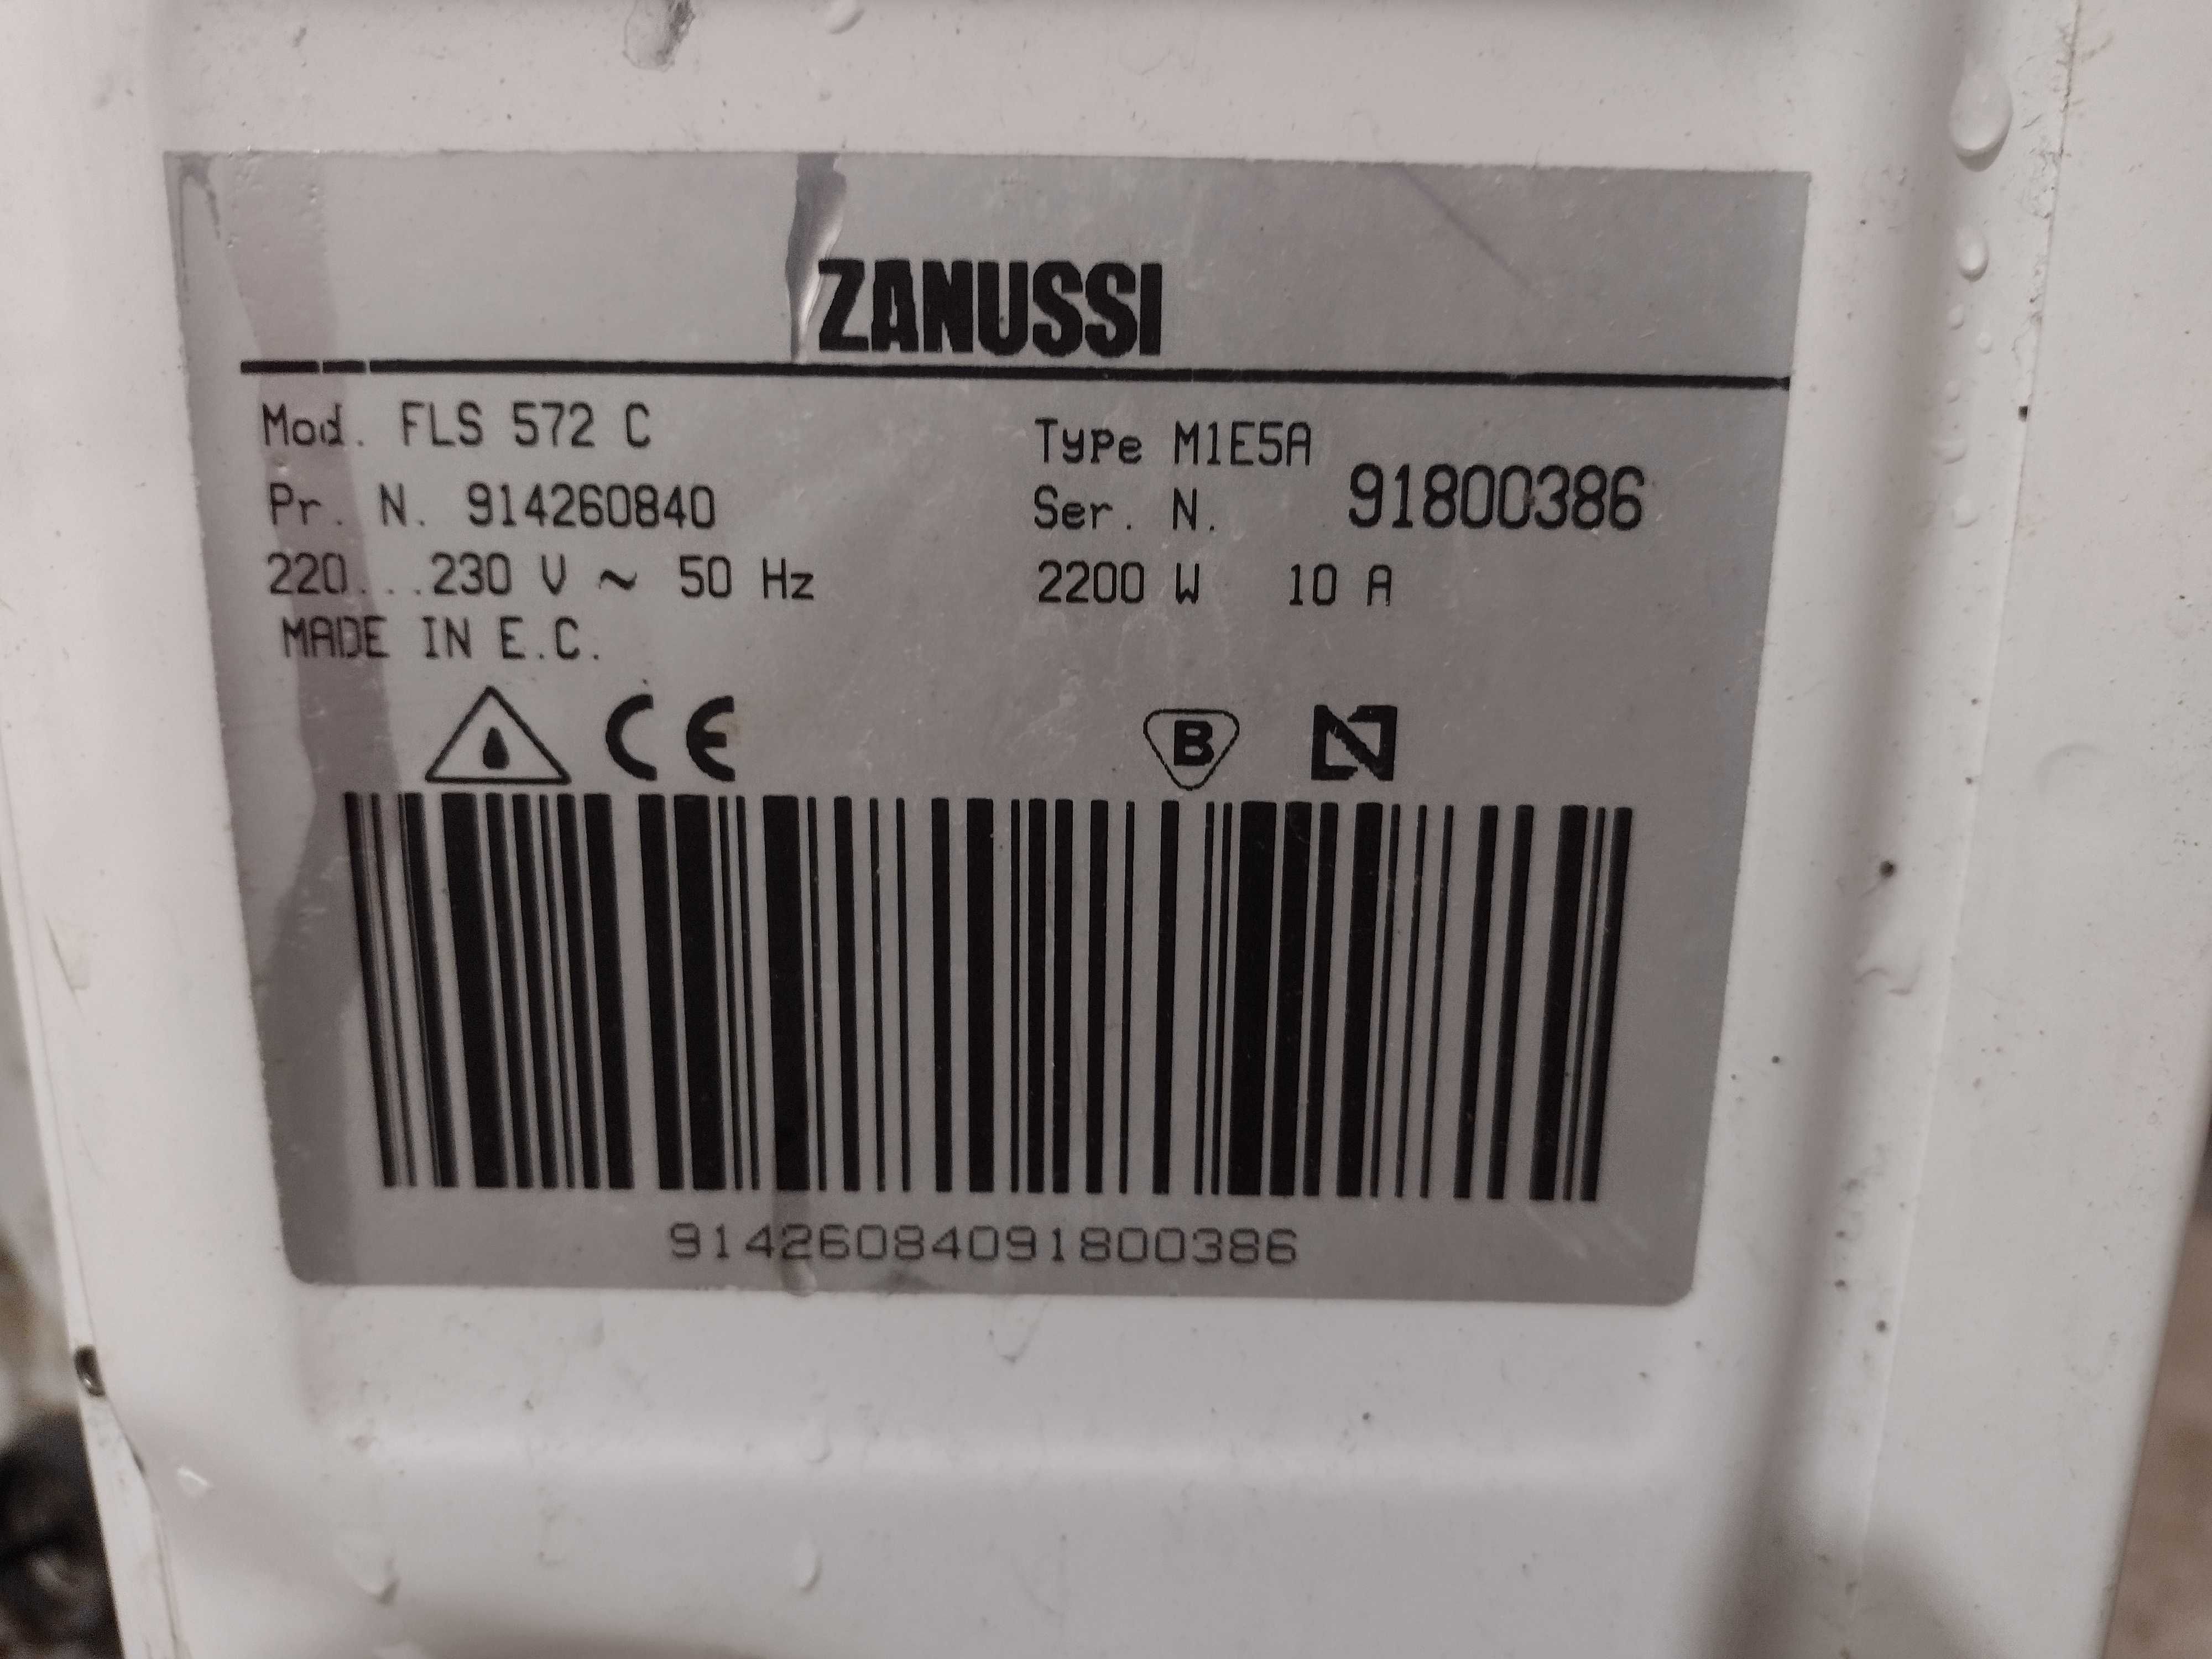 ZANUSSI
Mod. FLS 572 C
Type M1E5A
Pr. N. 914260840
Ser. N. 91800386
220...230 V ~ 50 Hz
2200 W 10 A
MADE IN E.C.
CE
B N
91426084091800386